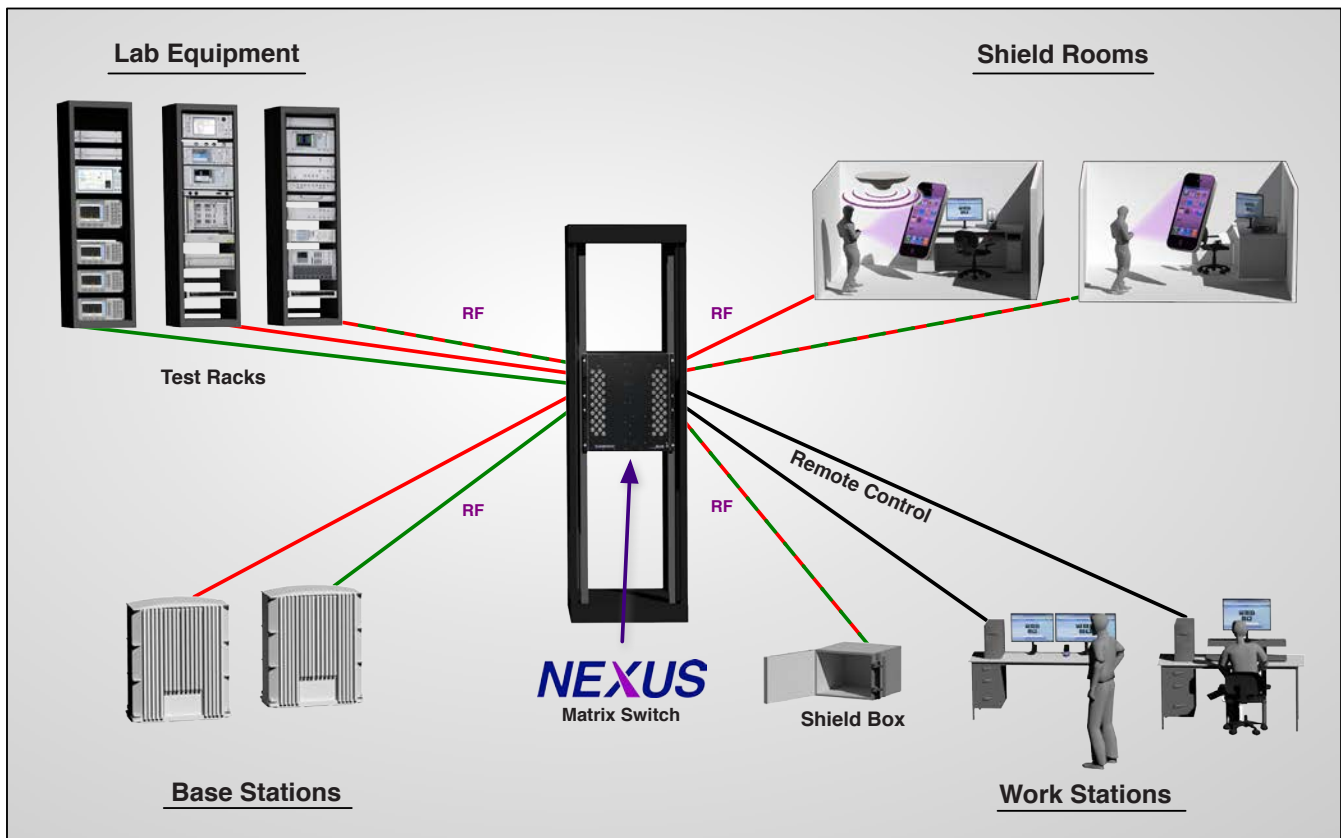 Lab Equipment
Shield Rooms
RF
RF
Test Racks
Remote Control
RF
RF
NEXUS
Matrix Switch
Shield Box
Base Stations
Work Stations